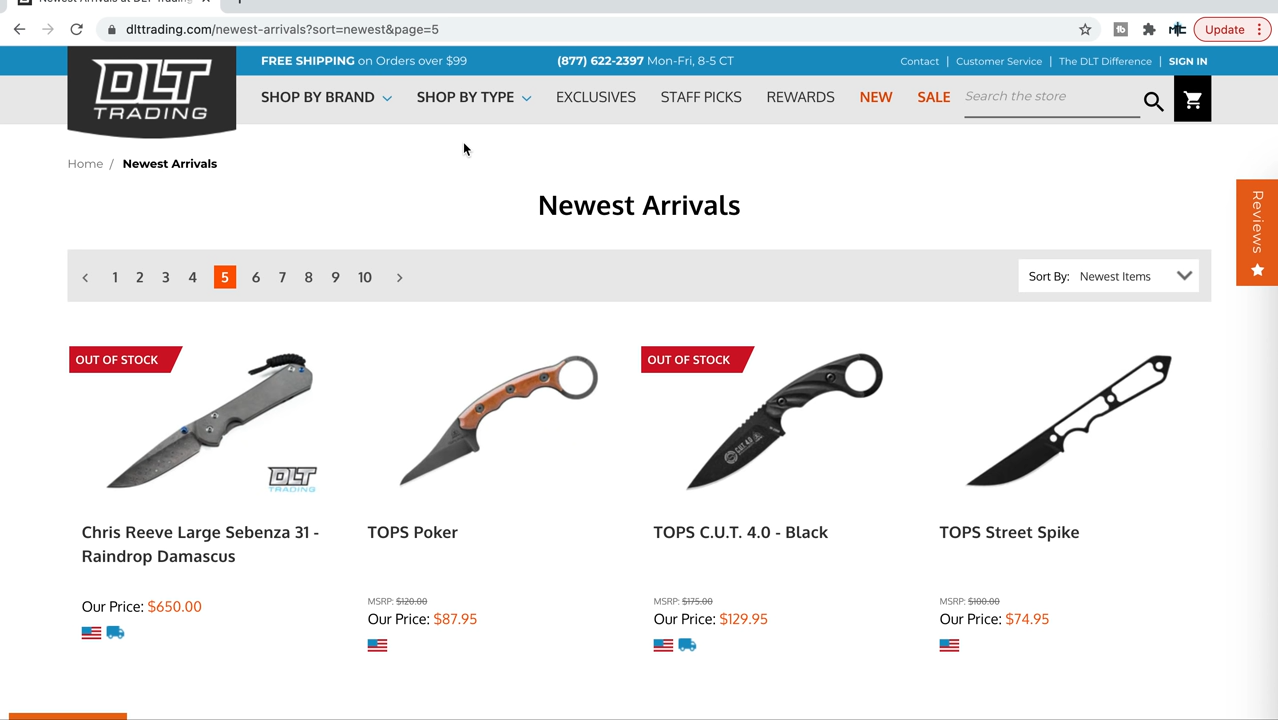 Newest Arrivals at DLT Trading
dlttrading.com/newest-arrivals?sort=newest&page=5
Update
FREE SHIPPING on Orders over $99
(877) 622-2397 Mon-Fri, 8-5 CT
Contact | Customer Service | The DLT Difference | SIGN IN
DLT
TRADING
SHOP BY BRAND SHOP BY TYPE EXCLUSIVES STAFF PICKS REWARDS NEW SALE Search the store
Home / Newest Arrivals
Newest Arrivals
Reviews
< 1 2 3 4 5 6 7 8 9 10 >
Sort By: Newest Items
OUT OF STOCK
DLT
TRADING
Chris Reeve Large Sebenza 31 -
Raindrop Damascus
Our Price: $650.00
TOPS Poker
MSRP: $120.00
Our Price: $87.95
OUT OF STOCK
TOPS C.U.T. 4.0 - Black
MSRP: $175.00
Our Price: $129.95
TOPS Street Spike
MSRP: $100.00
Our Price: $74.95